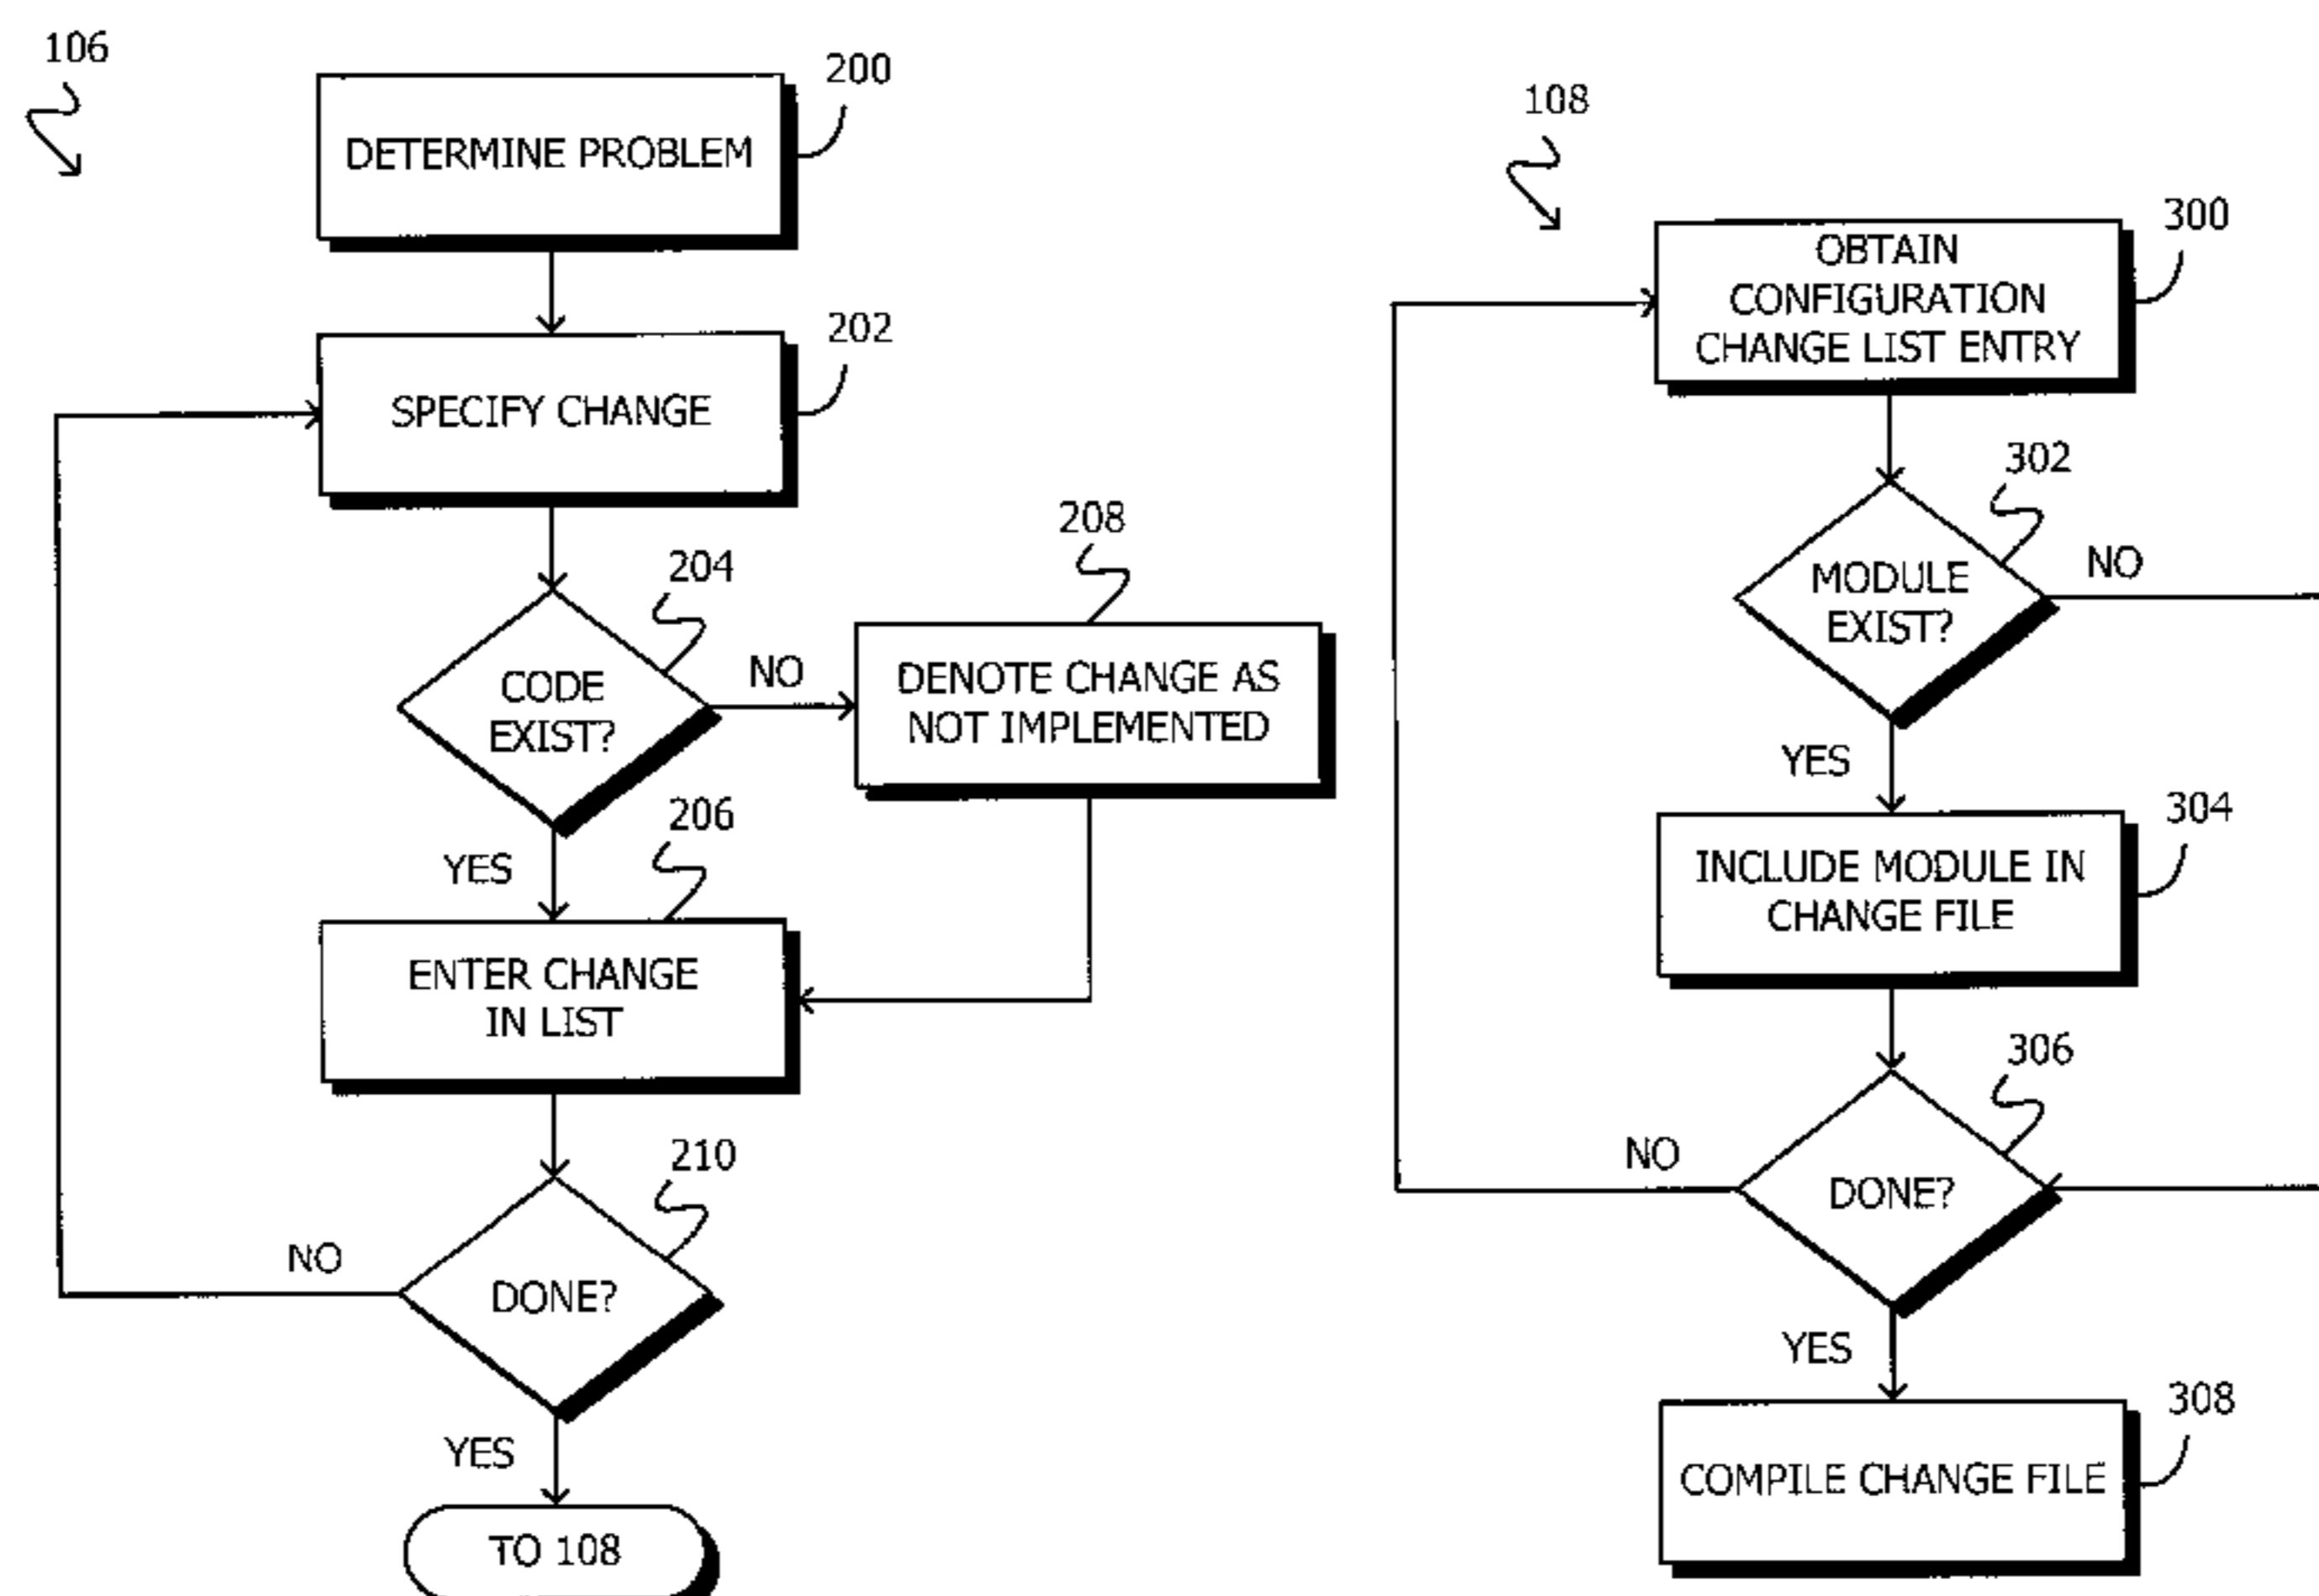 106
200
DETERMINE PROBLEM
202
SPECIFY CHANGE
204
CODE
EXIST?
NO
208
DENOTE CHANGE AS
NOT IMPLEMENTED
YES
206
ENTER CHANGE
IN LIST
210
DONE?
NO
YES
TO 108
108
300
OBTAIN
CONFIGURATION
CHANGE LIST ENTRY
302
MODULE
EXIST?
NO
YES
304
INCLUDE MODULE IN
CHANGE FILE
306
DONE?
NO
YES
308
COMPILE CHANGE FILE